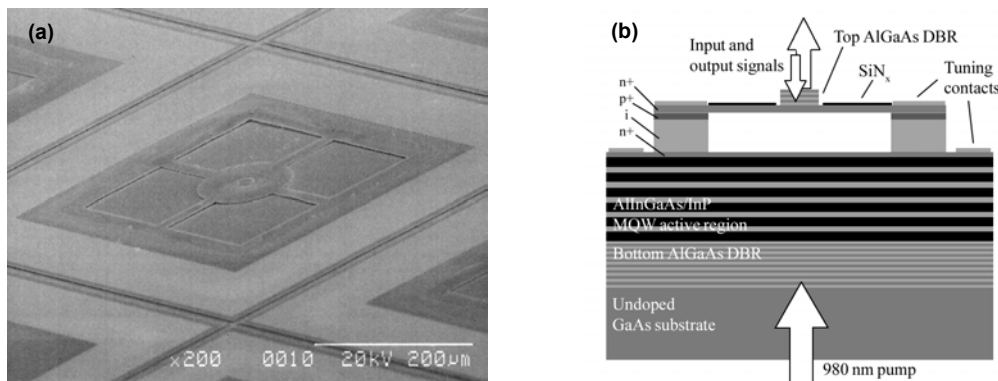 (a)
x200 0010 20kV 200μm
(b)
Input and
output signals
Top AlGaAs DBR
SiNx
Tuning
contacts
n+
p+
i
n+
AlInGaAs/InP
MQW active region
Bottom AlGaAs DBR
Undoped
GaAs substrate
980 nm pump